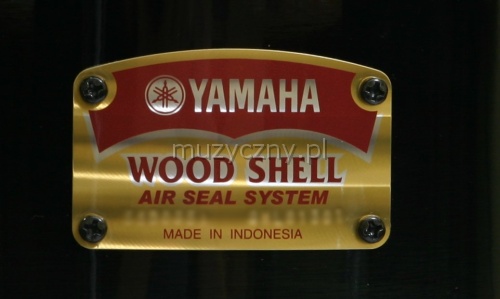 YAMAHA
muzyczny.pl
WOOD SHELL
AIR SEAL SYSTEM
MADE IN INDONESIA